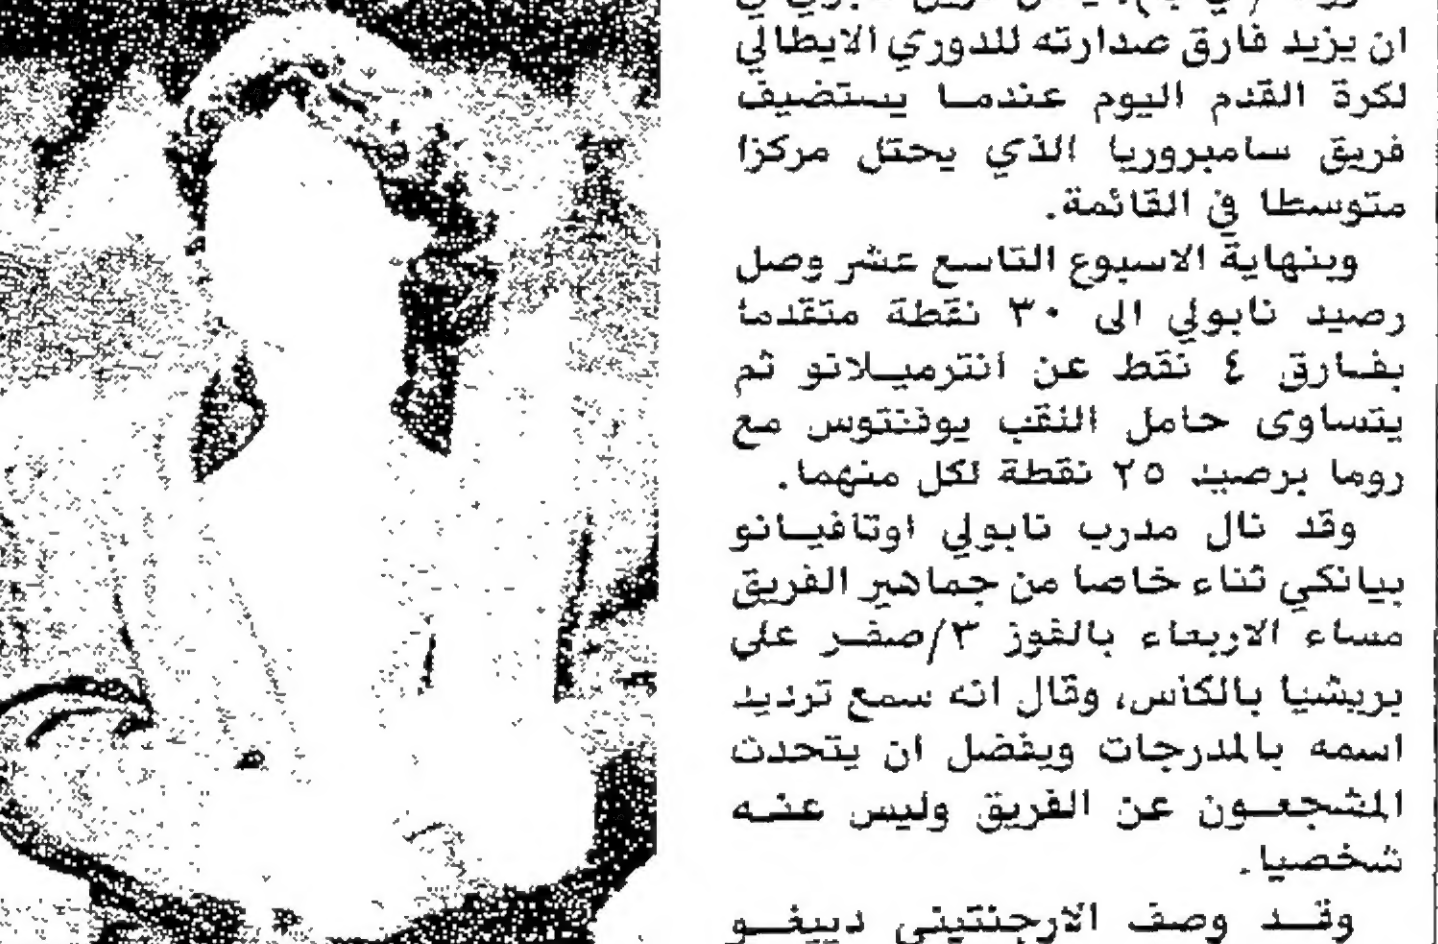 ان يزيد فارق صدارته للدوري الايطالي
لكرة القدم اليوم عندما يستضيف
فريق سامبروريا الذي يحتل مركزا
متوسطا في القائمة.
وبنهاية الاسبوع التاسع عشر وصل
رصيد نابولي الى ٣٠ نقطة متقدما
بفارق ٤ نقط عن انترميلانو ثم
يتساوى حامل اللقب يوفنتوس مع
روما برصيد ٢٥ نقطة لكل منهما.
وقد نال مدرب نابولي اوتافيانو
بيانكي ثناء خاصا من جماهير الفريق
مساء الاربعاء بالفوز ٣/صفر على
بريشيا بالكاس، وقال انه سمع ترديد
اسمه بالمدرجات ويفضل ان يتحدث
المشجعون عن الفريق وليس عنه
شخصيا.
وقد وصف الارجنتيني دييغو